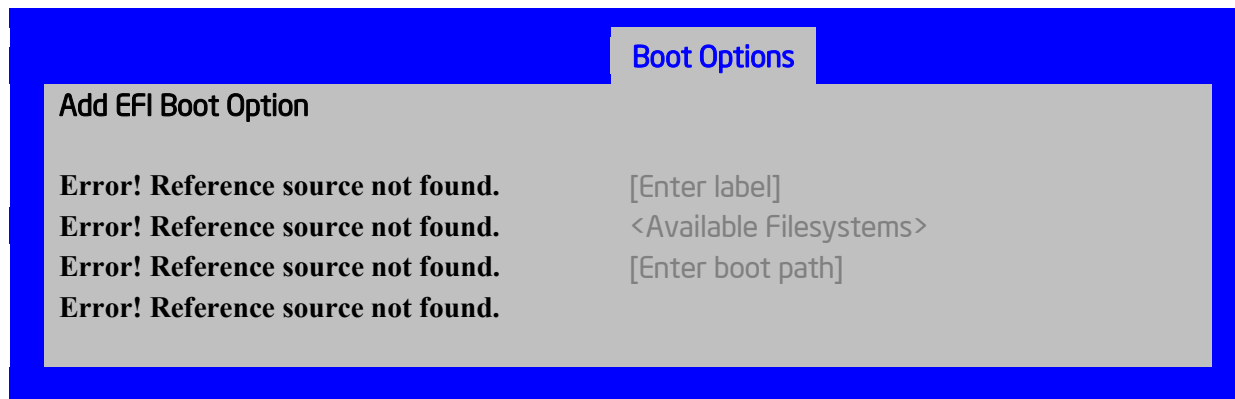 Boot Options
Add EFI Boot Option
Error! Reference source not found. [Enter label]
Error! Reference source not found. <Available Filesystems>
Error! Reference source not found. [Enter boot path]
Error! Reference source not found.